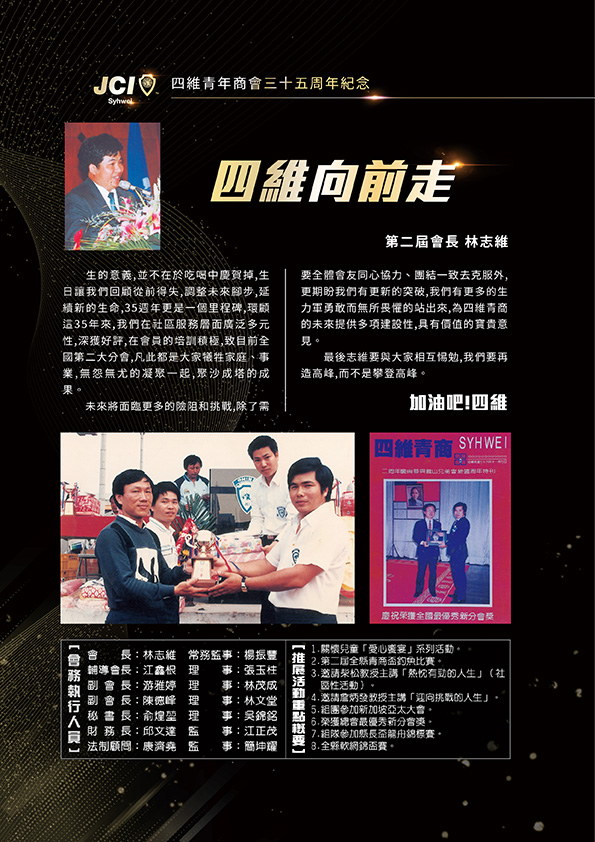 JCI
Syhwei
四維青年商會三十五周年紀念
四維向前走
第二屆會長 林志維
生的意義,並不在於吃喝中慶賀掉,生
日讓我們回顧從前得失,調整未來腳步,延
續新的生命,35週年更是一個里程碑,環顧
這35年來,我們在社區服務層面廣泛多元
性,深獲好評,在會員的培訓積極,致目前全
國第二大分會,凡此都是大家犧牲家庭、事
業,無怨無尤的凝聚一起,聚沙成塔的成
果。
未來將面臨更多的險阻和挑戰,除了需
要全體會友同心協力、團結一致去克服外,
更期盼我們有更新的突破,我們有更多的生
力軍勇敢而無所畏懼的站出來,為四維青商
的未來提供多項建設性,具有價值的寶貴意
見。
最後志維要與大家相互惕勉,我們要再
造高峰,而不是攀登高峰。
加油吧!四維
四維青商 SYHWEI
慶祝榮獲全國最優秀新分會獎
【會務執行人員】
會長:林志維 常務監事:楊振豐
輔導會長:江鑫根 理事:張玉柱
副會長:游雅婷 理事:林茂成
副會長:陳德峰 理事:林文堂
秘書長:俞煌堃 理事:吳錦銘
財務長:邱文達 監事:江正茂
法制顧問:康濟堯 監事:簡坤耀
【推展活動重點概要】
1.關懷兒童「愛心饗宴」系列活動。
2.第二屆全縣青商盃釣魚比賽。
3.邀請柴松教授主講「熱忱有勁的人生」(社
區性活動)。
4.邀請詹炳發教授主講「迎向挑戰的人生」。
5.組團參加新加坡亞太大會。
6.榮獲總會最優秀新分會獎。
7.組隊參加縣長盃龍舟錦標賽。
8.全縣軟網錦盃賽。